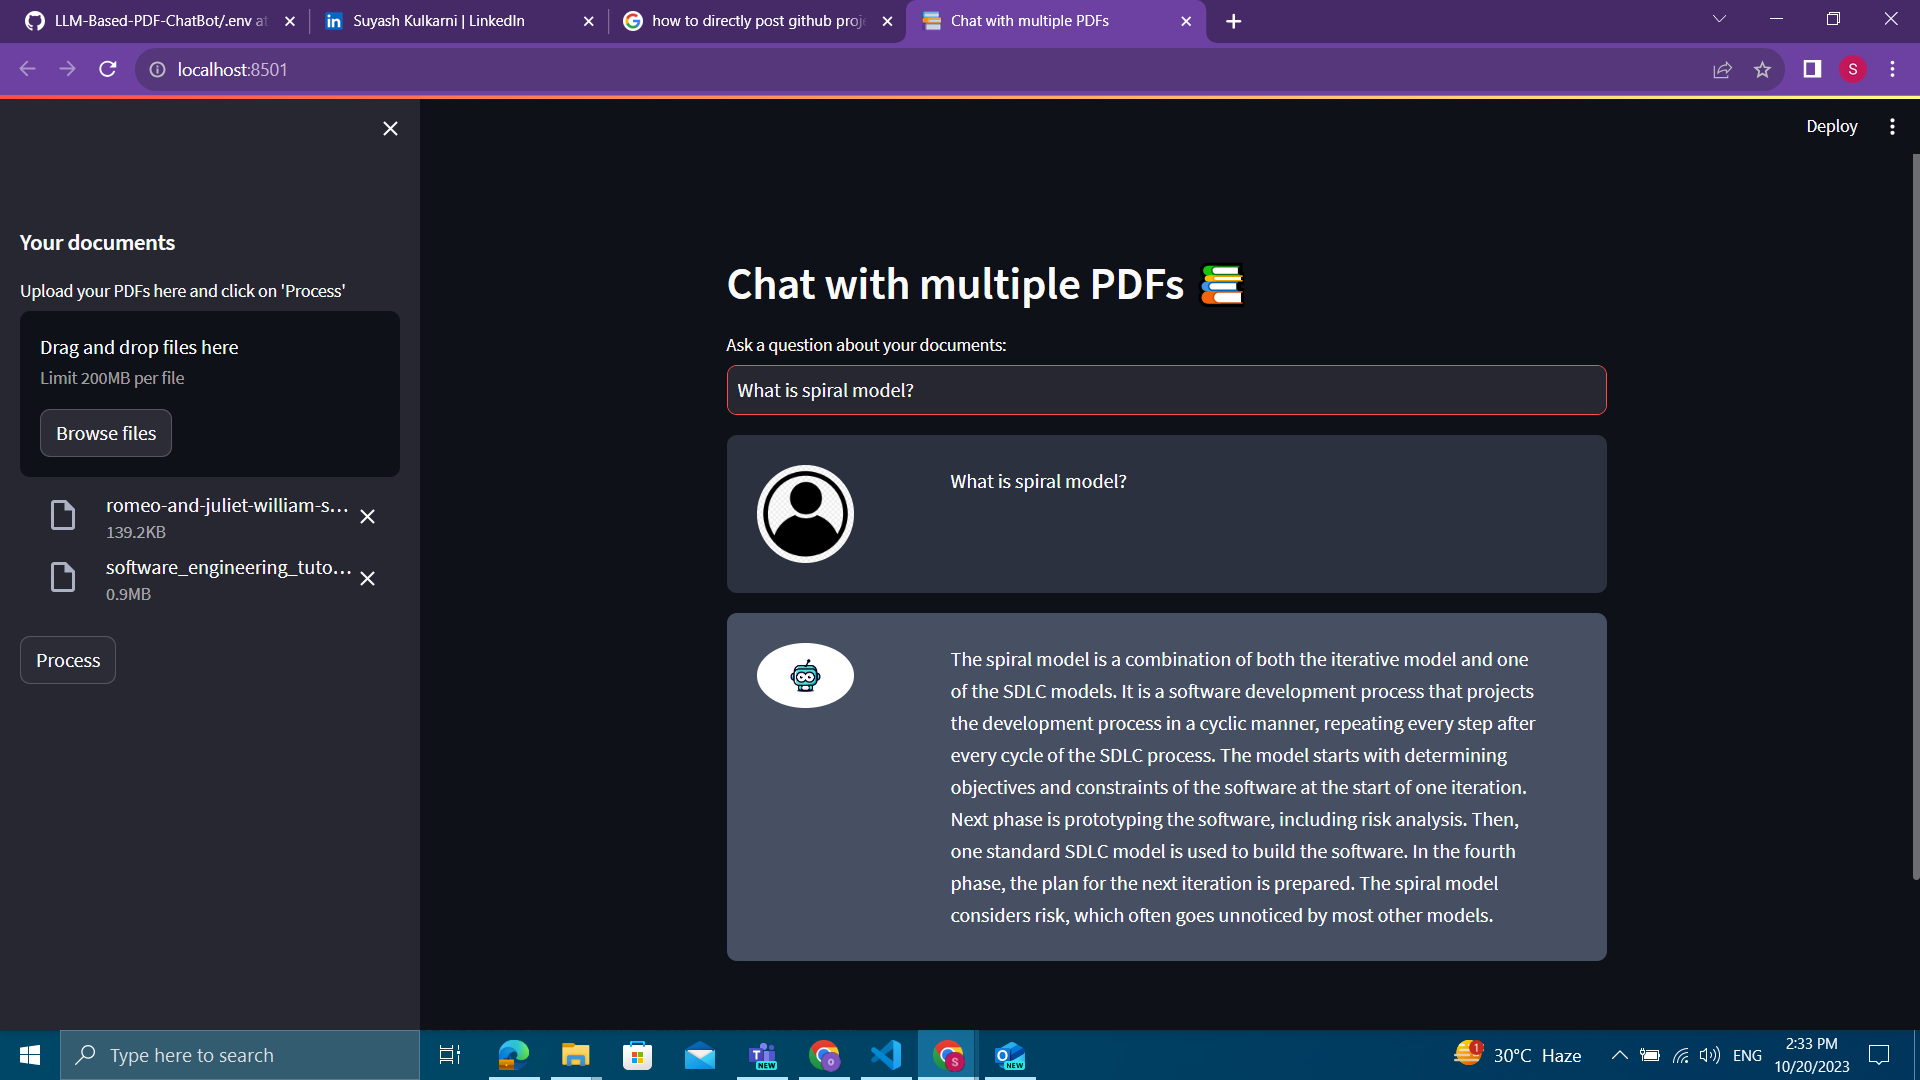 LLM-Based-PDF-ChatBot/.env at
Suyash Kulkarni | LinkedIn
how to directly post github proje
Chat with multiple PDFs
localhost:8501
S
Deploy
Your documents
Upload your PDFs here and click on 'Process'
Drag and drop files here
Limit 200MB per file
Browse files
romeo-and-juliet-william-s...
139.2KB
software_engineering_tuto...
0.9MB
Process
Chat with multiple PDFs
Ask a question about your documents:
What is spiral model?
What is spiral model?
The spiral model is a combination of both the iterative model and one
of the SDLC models. It is a software development process that projects
the development process in a cyclic manner, repeating every step after
every cycle of the SDLC process. The model starts with determining
objectives and constraints of the software at the start of one iteration.
Next phase is prototyping the software, including risk analysis. Then,
one standard SDLC model is used to build the software. In the fourth
phase, the plan for the next iteration is prepared. The spiral model
considers risk, which often goes unnoticed by most other models.
Type here to search
NEW
NEW
1
30°C Haze
ENG
2:33 PM
10/20/2023